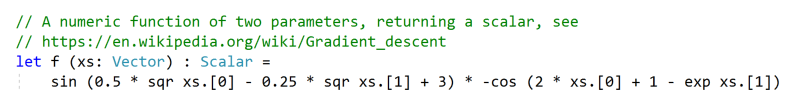 // A numeric function of two parameters, returning a scalar, see
// https://en.wikipedia.org/wiki/Gradient_descent
let f (xs: Vector) : Scalar =
    sin (0.5 * sqr xs.[0] - 0.25 * sqr xs.[1] + 3) * -cos (2 * xs.[0] + 1 - exp xs.[1])